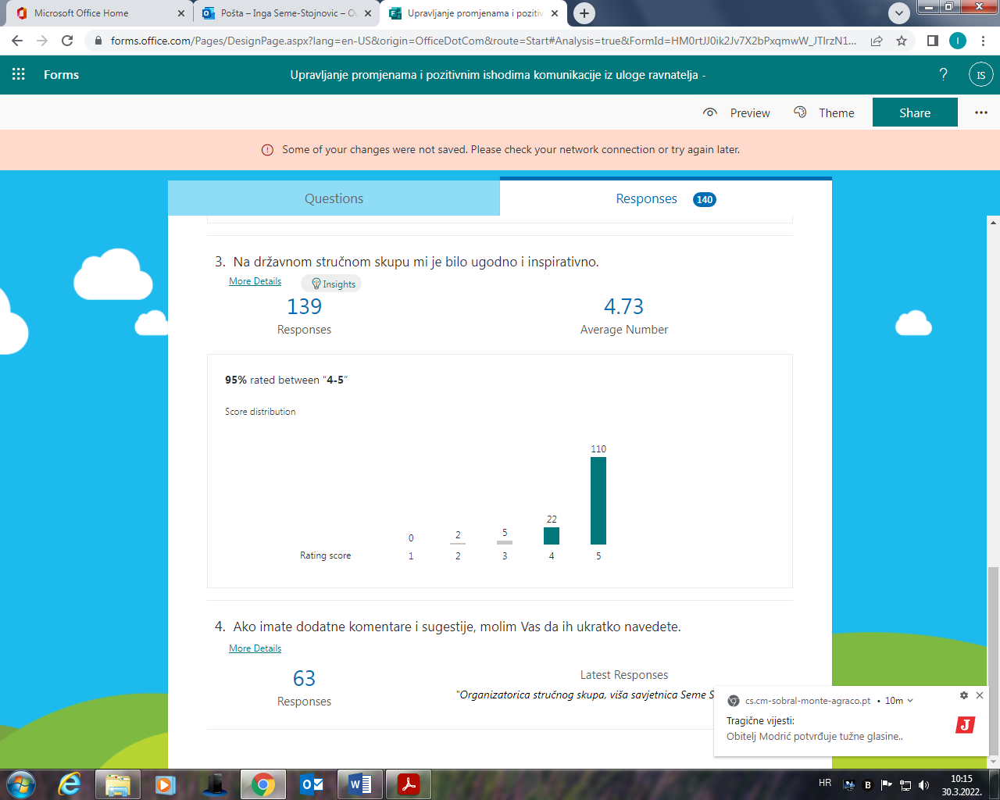 Microsoft Office Home
Pošta – Inga Seme-Stojnovic – O
Upravljanje promjenama i pozitiv
forms.office.com/Pages/DesignPage.aspx?lang=en-US&origin=OfficeDotCom&route=Start#Analysis=true&FormId=HM0rtJJ0ik2Jv7X2bPxqmwW_JTlrzN1...
I
Forms
Upravljanje promjenama i pozitivnim ishodima komunikacije iz uloge ravnatelja -
?
IS
Preview
Theme
Share
Some of your changes were not saved. Please check your network connection or try again later.
Questions
Responses 140
3. Na državnom stručnom skupu mi je bilo ugodno i inspirativno.
More Details
Insights
139
Responses
4.73
Average Number
95% rated between “4-5”
Score distribution
110
22
5
2
0
Rating score 1 2 3 4 5
4. Ako imate dodatne komentare i sugestije, molim Vas da ih ukratko navedete.
More Details
63
Responses
Latest Responses
"Organizatorica stručnog skupa, viša savjetnica Seme S
cs.cm-sobral-monte-agraco.pt • 10m
Tragične vijesti:
Obitelj Modrić potvrđuje tužne glasine..
J
HR
B
10:15
30.3.2022.